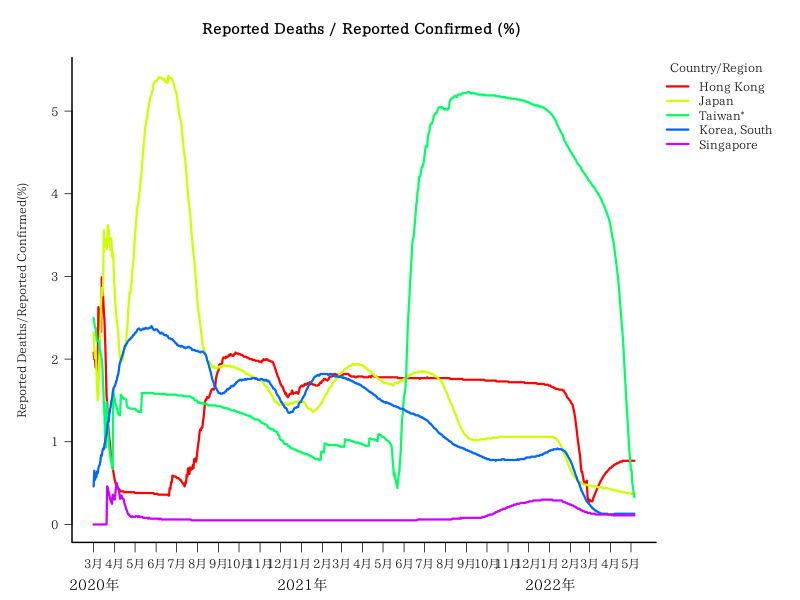 Reported Deaths / Reported Confirmed (%)
Country/Region
Hong Kong
Japan
Taiwan*
Korea, South
Singapore
Reported Deaths/Reported Confirmed(%)
5
4
3
2
1
0
3月 4月 5月 6月 7月 8月 9月 10月 11月 12月 1月 2月 3月 4月 5月 6月 7月 8月 9月 10月 11月 12月 1月 2月 3月 4月 5月
2020年 2021年 2022年